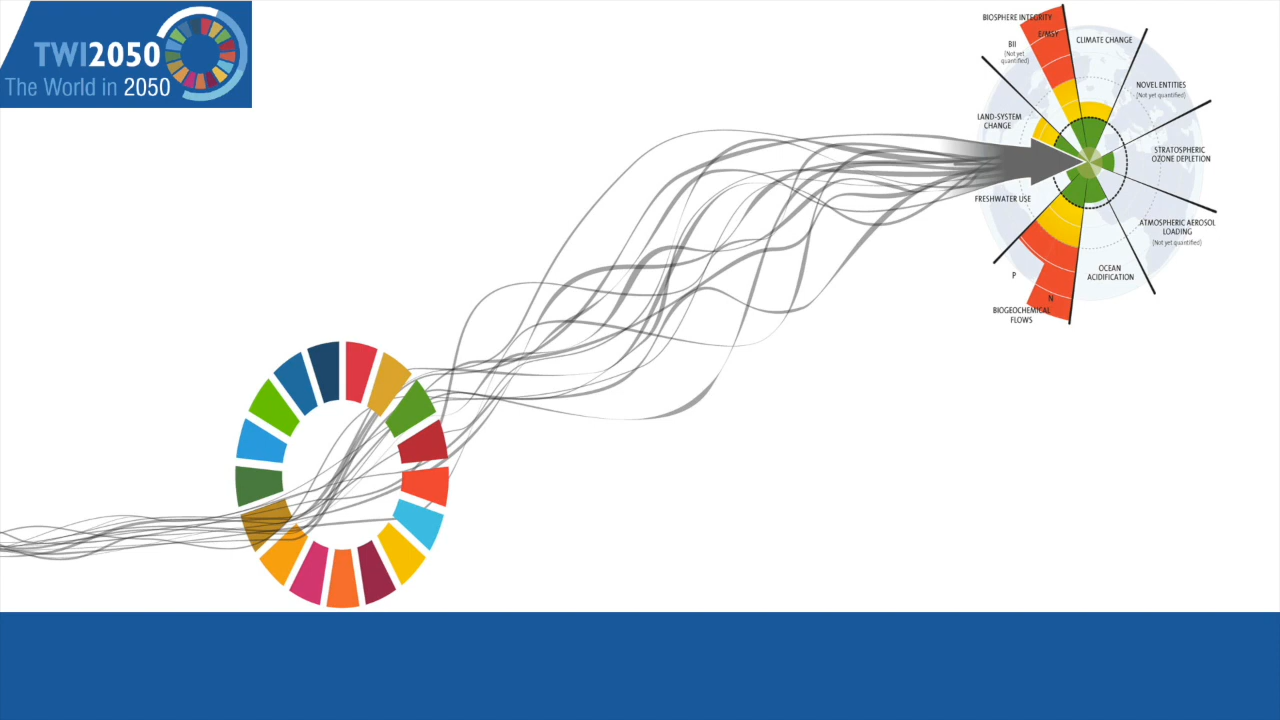 TWI2050
The World in 2050
BIOSPHERE INTEGRITY
E/MSY
BII
(Not yet
quantified)
CLIMATE CHANGE
NOVEL ENTITIES
(Not yet quantified)
LAND-SYSTEM
CHANGE
STRATOSPHERIC
OZONE DEPLETION
FRESHWATER USE
ATMOSPHERIC AEROSOL
LOADING
(Not yet quantified)
OCEAN
ACIDIFICATION
P
N
BIOGEOCHEMICAL
FLOWS